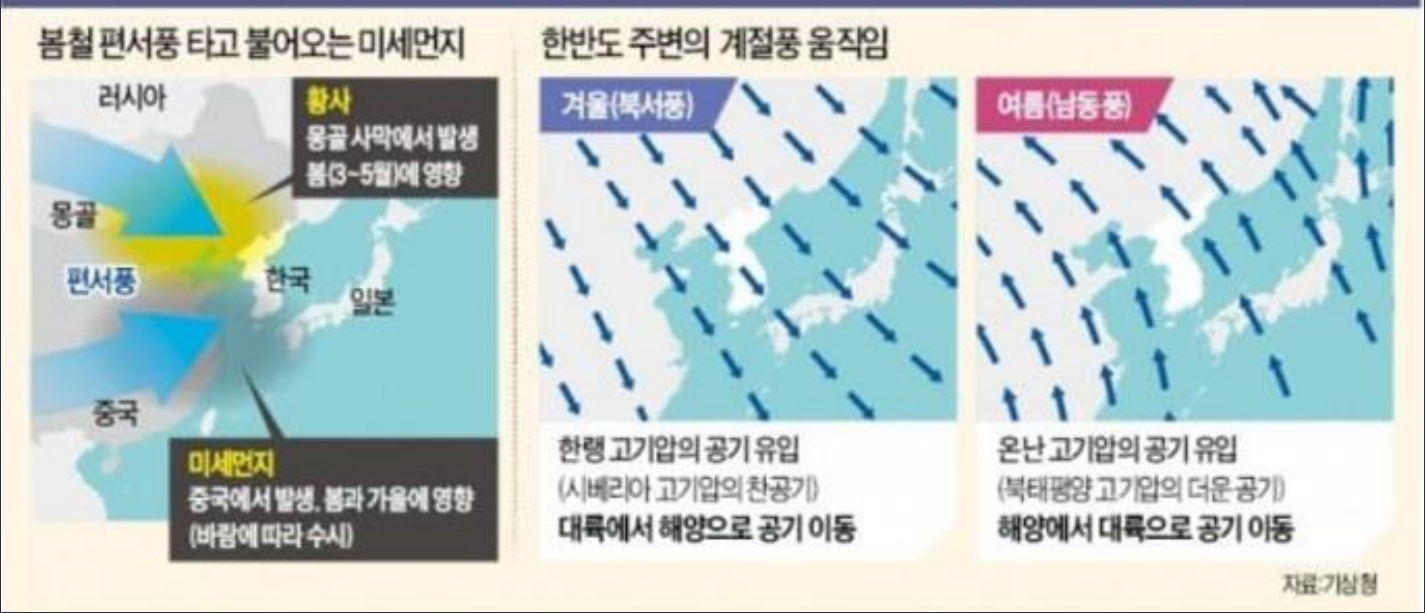 봄철 편서풍 타고 불어오는 미세먼지
러시아
황사
몽골 사막에서 발생
봄(3~5월)에 영향
몽골
편서풍
한국
일본
중국
미세먼지
중국에서 발생, 봄과 가을에 영향
(바람에 따라 수시)
한반도 주변의 계절풍 움직임
겨울(북서풍)
한랭 고기압의 공기 유입
(시베리아 고기압의 찬공기)
대륙에서 해양으로 공기 이동
여름(남동풍)
온난 고기압의 공기 유입
(북태평양 고기압의 더운 공기)
해양에서 대륙으로 공기 이동
자료:기상청